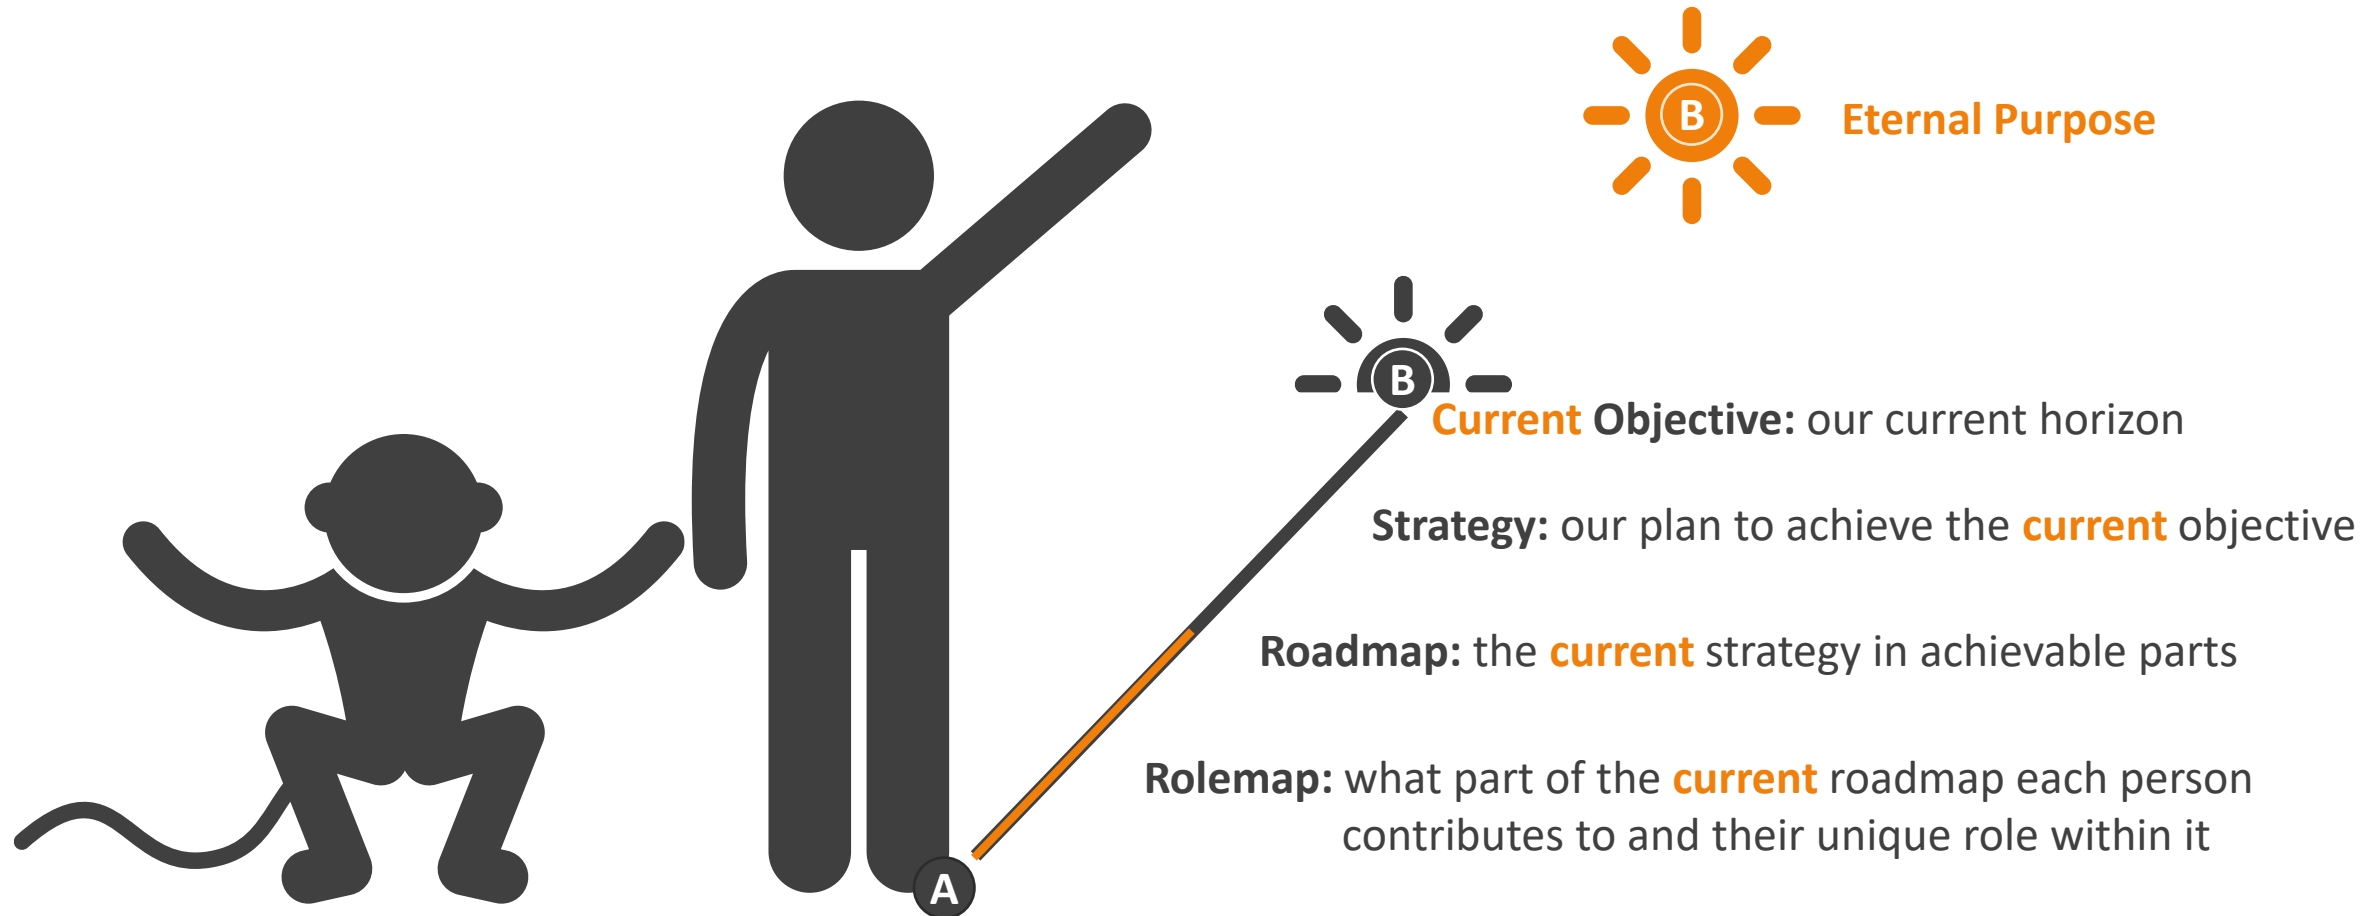 B
Eternal Purpose
B
Current Objective: our current horizon
Strategy: our plan to achieve the current objective
Roadmap: the current strategy in achievable parts
Rolemap: what part of the current roadmap each person
contributes to and their unique role within it
A